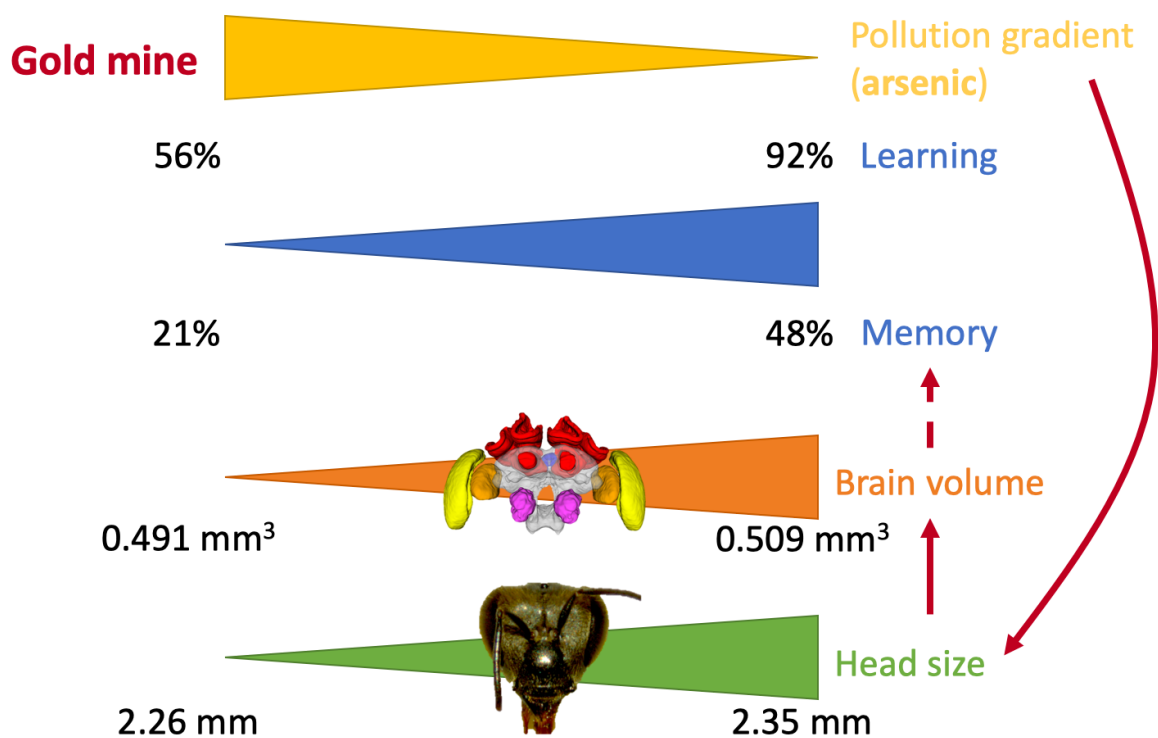 Gold mine
Pollution gradient
(arsenic)
56%
92% Learning
21%
48% Memory
Brain volume
0.491 mm³
0.509 mm³
Head size
2.26 mm
2.35 mm